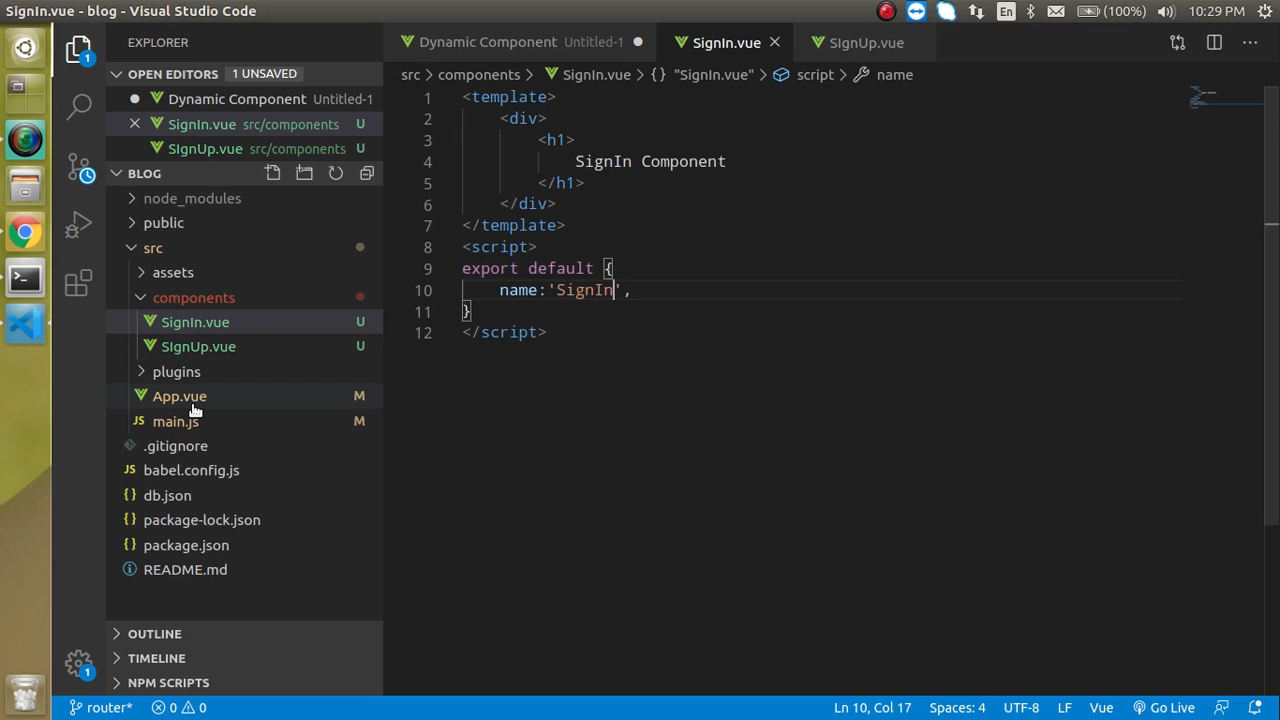 SignIn.vue - blog - Visual Studio Code
En
(100%)
10:29 PM
EXPLORER
Dynamic Component Untitled-1
SignIn.vue
SIgnUp.vue
OPEN EDITORS 1 UNSAVED
src > components > SignIn.vue > {} "SignIn.vue" > script > name
Dynamic Component Untitled-1
SignIn.vue src/components U
SIgnUp.vue src/components U
BLOG
node_modules
public
src
assets
components
SignIn.vue U
SIgnUp.vue U
plugins
App.vue M
JS main.js M
.gitignore
JS babel.config.js
{} db.json
{} package-lock.json
{} package.json
README.md
OUTLINE
TIMELINE
NPM SCRIPTS
1
1
1 <template>
2 <div>
3 <h1>
4 SignIn Component
5 </h1>
6 </div>
7 </template>
8 <script>
9 export default {
10 name:'SignIn',
11 }
12 </script>
router* 0 0 Ln 10, Col 17 Spaces: 4 UTF-8 LF Vue Go Live